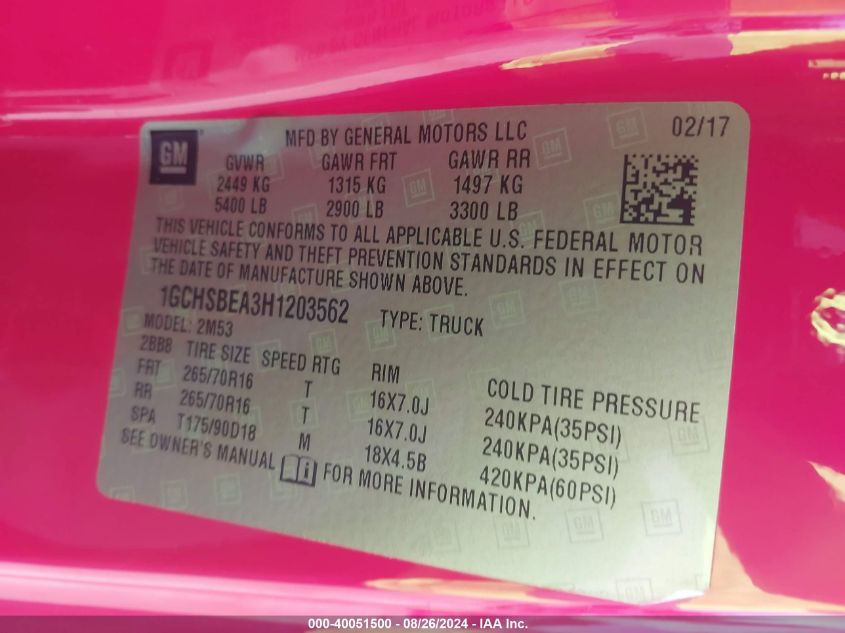 MFD BY GENERAL MOTORS LLC 02/17
GM
GVWR GAWR FRT GAWR RR
2449 KG 1315 KG 1497 KG
5400 LB 2900 LB 3300 LB
THIS VEHICLE CONFORMS TO ALL APPLICABLE U.S. FEDERAL MOTOR
VEHICLE SAFETY AND THEFT PREVENTION STANDARDS IN EFFECT ON
THE DATE OF MANUFACTURE SHOWN ABOVE.
1GCHSBEA3H1203562 TYPE: TRUCK
MODEL: 2M53
2BB8 TIRE SIZE SPEED RTG RIM COLD TIRE PRESSURE
FRT 265/70R16 T 16X7.0J 240KPA(35PSI)
RR 265/70R16 T 16X7.0J 240KPA(35PSI)
SPA T175/90D18 M 18X4.5B 420KPA(60PSI)
SEE OWNER'S MANUAL FOR MORE INFORMATION.
000-40051500 - 08/26/2024 - IAA Inc.